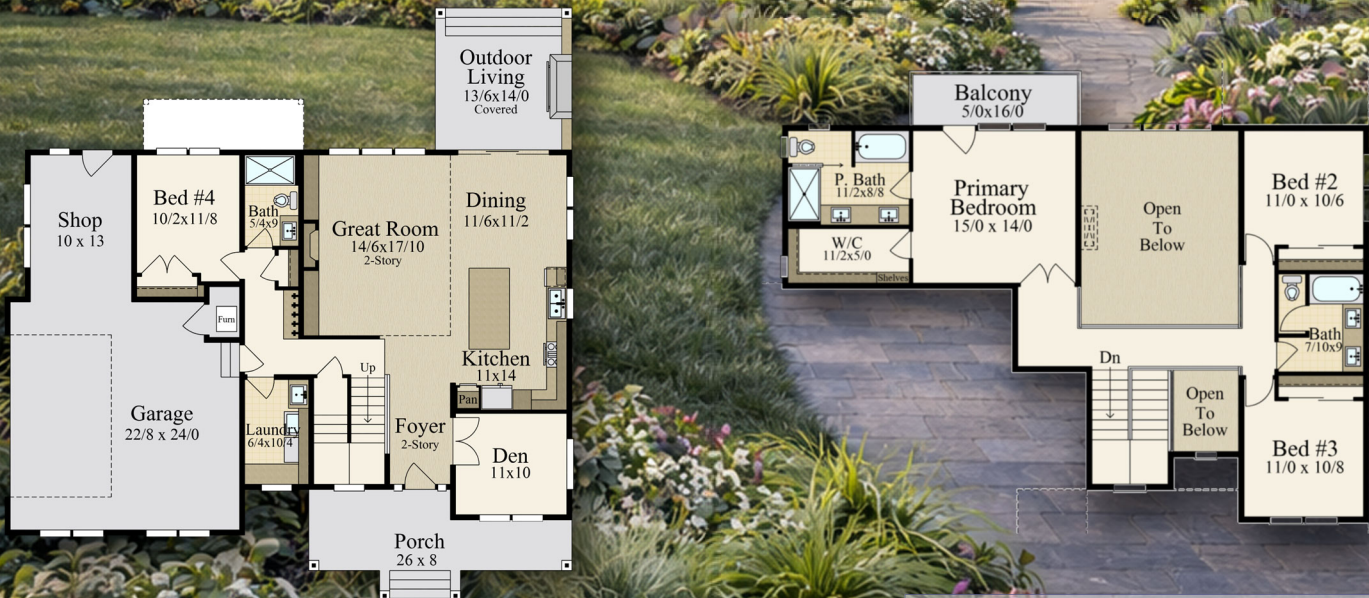 Outdoor
Living
13/6x14/0
Covered
Shop
10 x 13
Bed #4
10/2x11/8
Bath
5/4x9
Great Room
14/6x17/10
2-Story
Dining
11/6x11/2
Furn
Kitchen
11x14
Up
Pan
Garage
22/8 x 24/0
Laundry
6/4x10/4
Foyer
2-Story
Den
11x10
Porch
26 x 8
Balcony
5/0x16/0
P. Bath
11/2x8/8
Primary
Bedroom
15/0 x 14/0
W/C
11/2x5/0
Shelves
Open
To
Below
Bed #2
11/0 x 10/6
Bath
7/10x9
Dn
Open
To
Below
Bed #3
11/0 x 10/8